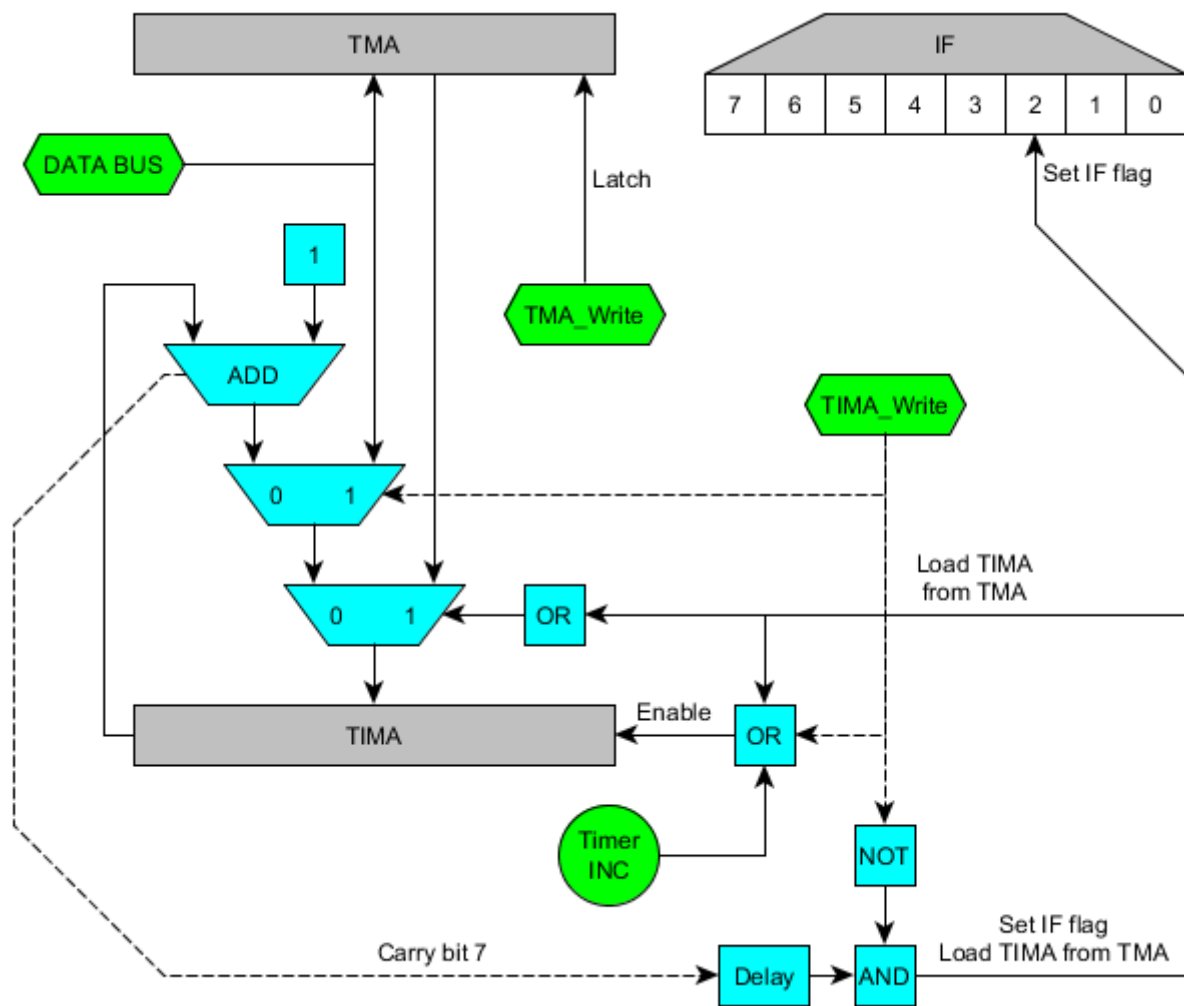 TMA
IF
7 6 5 4 3 2 1 0
DATA BUS
Latch
Set IF flag
1
TMA_Write
ADD
TIMA_Write
0 1
Load TIMA
from TMA
0 1
OR
Enable
TIMA
OR
Timer
INC
NOT
Set IF flag
Carry bit 7
Load TIMA from TMA
Delay
AND